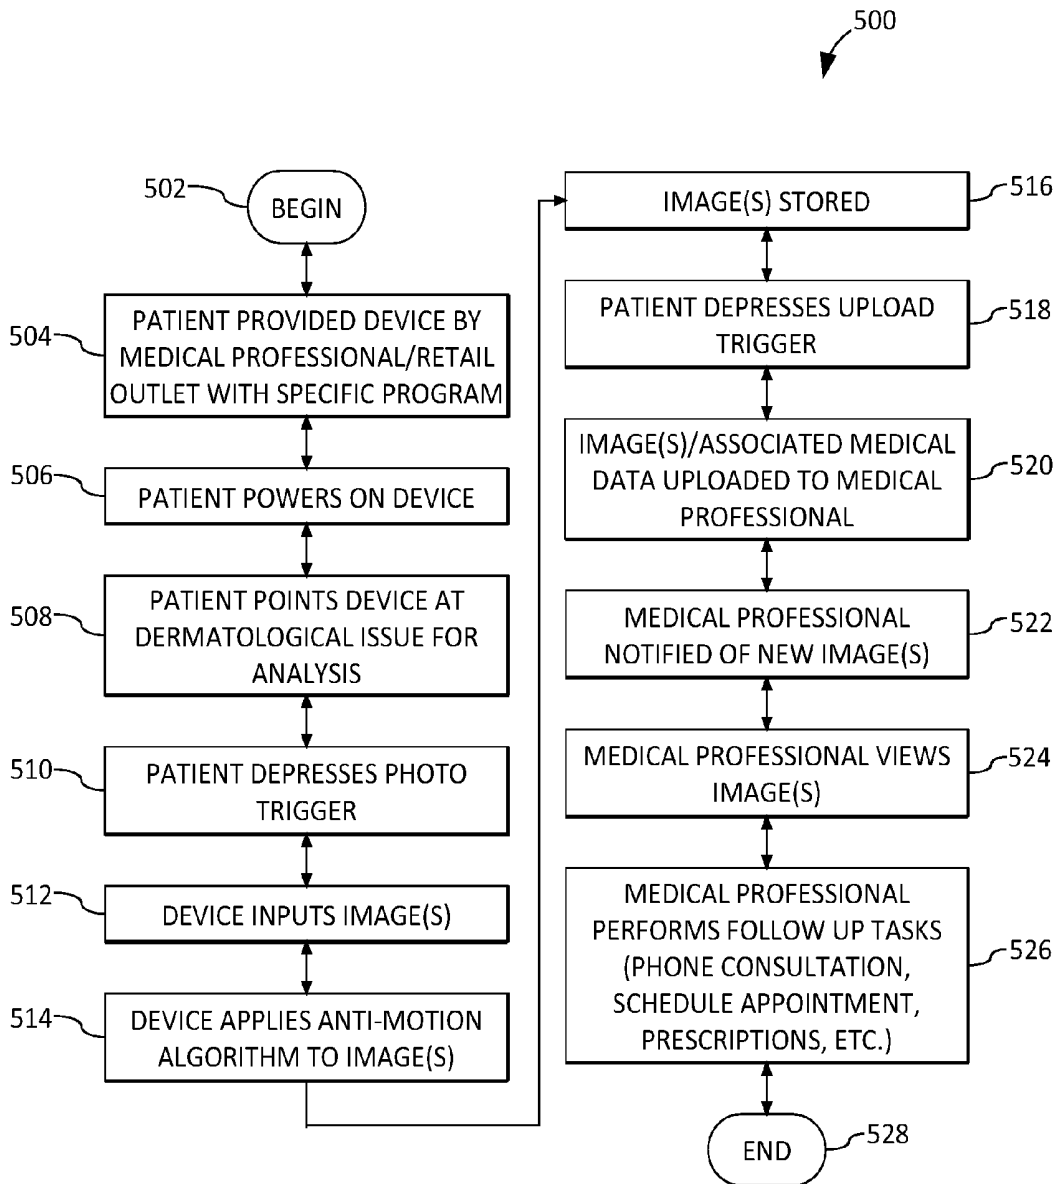 500
502
BEGIN
504
PATIENT PROVIDED DEVICE BY
MEDICAL PROFESSIONAL/RETAIL
OUTLET WITH SPECIFIC PROGRAM
506
PATIENT POWERS ON DEVICE
508
PATIENT POINTS DEVICE AT
DERMATOLOGICAL ISSUE FOR
ANALYSIS
510
PATIENT DEPRESSES PHOTO
TRIGGER
512
DEVICE INPUTS IMAGE(S)
514
DEVICE APPLIES ANTI-MOTION
ALGORITHM TO IMAGE(S)
IMAGE(S) STORED
516
PATIENT DEPRESSES UPLOAD
TRIGGER
518
IMAGE(S)/ASSOCIATED MEDICAL
DATA UPLOADED TO MEDICAL
PROFESSIONAL
520
MEDICAL PROFESSIONAL
NOTIFIED OF NEW IMAGE(S)
522
MEDICAL PROFESSIONAL VIEWS
IMAGE(S)
524
MEDICAL PROFESSIONAL
PERFORMS FOLLOW UP TASKS
(PHONE CONSULTATION,
SCHEDULE APPOINTMENT,
PRESCRIPTIONS, ETC.)
526
END
528